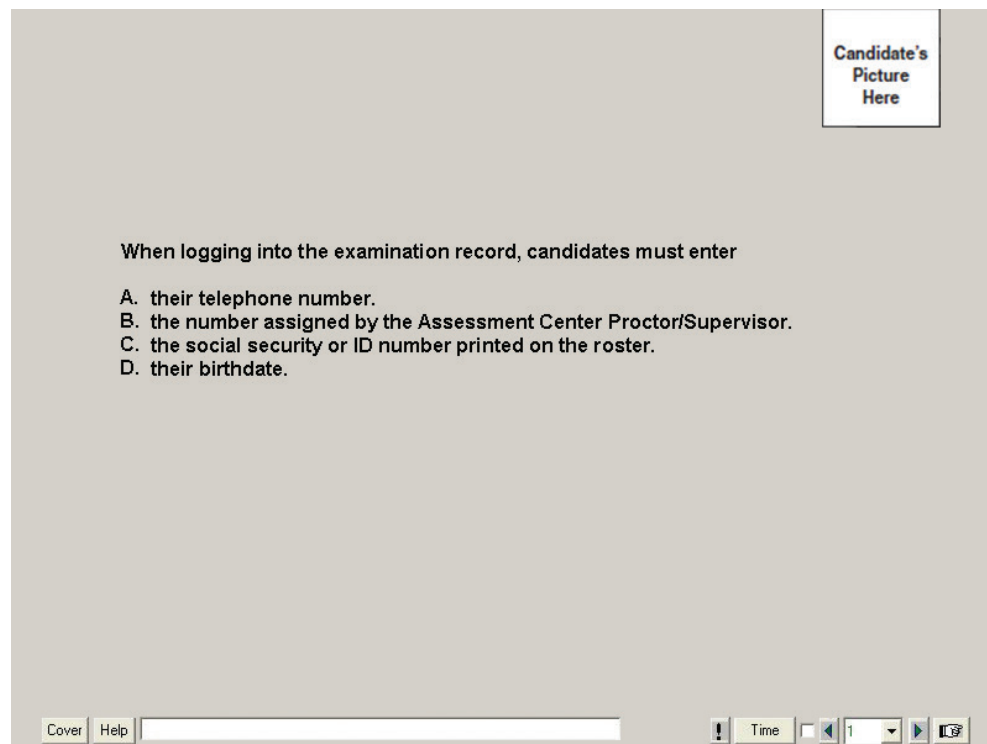 Candidate's
Picture
Here
When logging into the examination record, candidates must enter
A. their telephone number.
B. the number assigned by the Assessment Center Proctor/Supervisor.
C. the social security or ID number printed on the roster.
D. their birthdate.
Cover Help ! Time 1